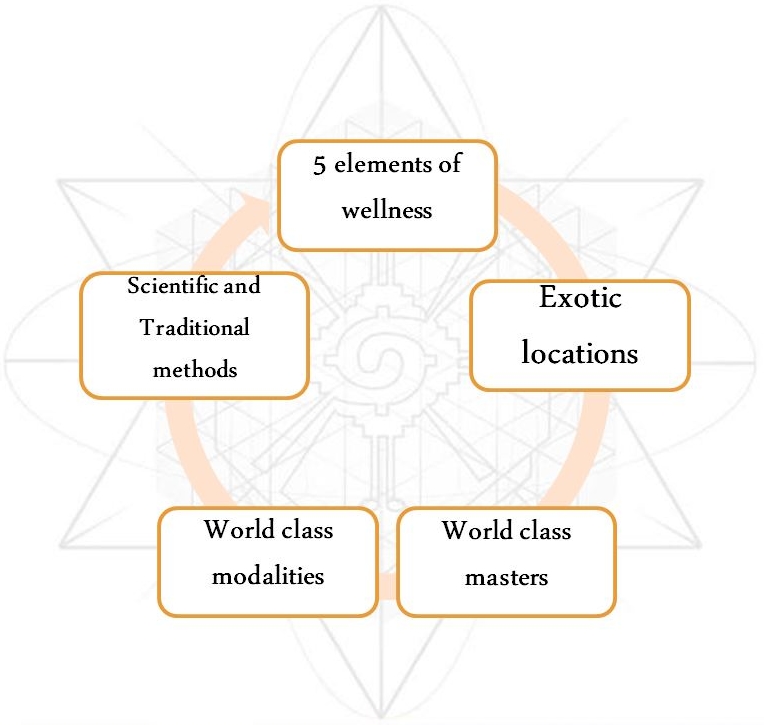 5 elements of
wellness
Exotic
locations
World class
masters
World class
modalities
Scientific and
Traditional
methods